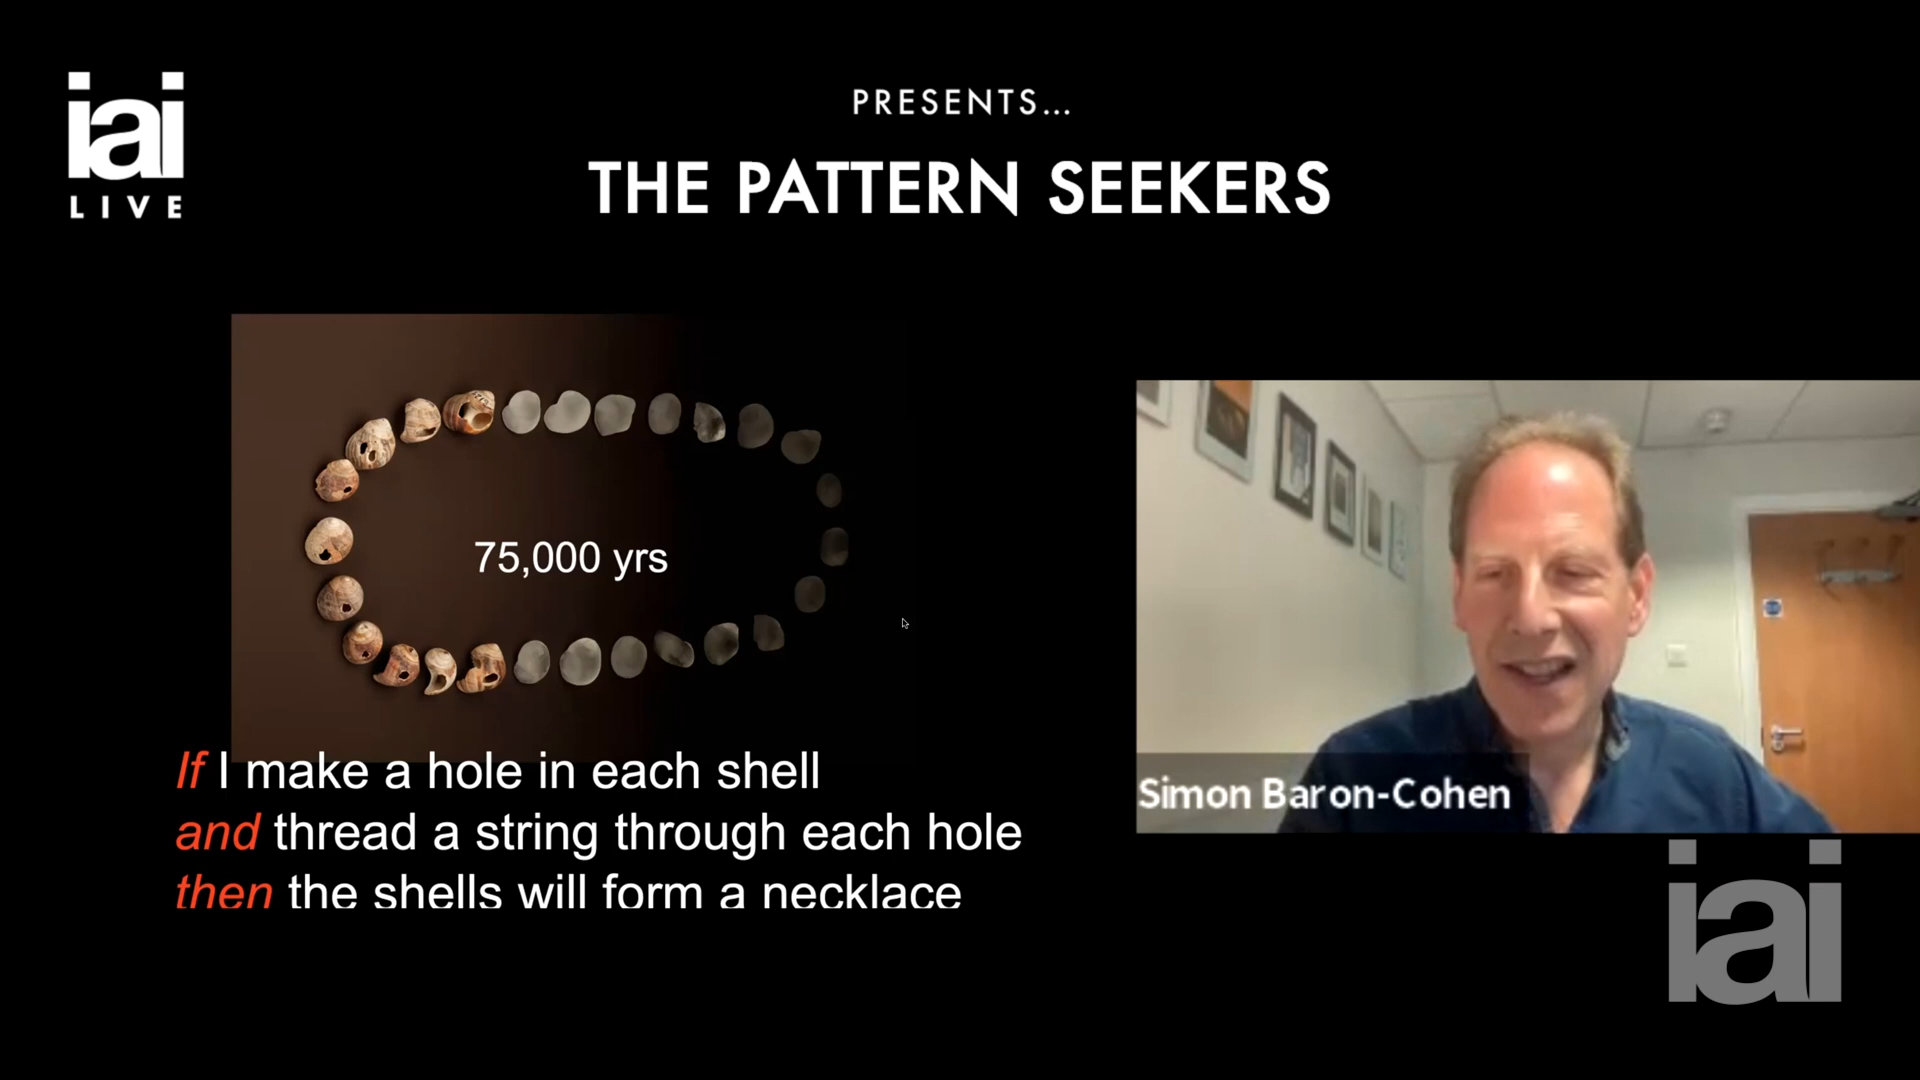 iai
LIVE
PRESENTS...
THE PATTERN SEEKERS
75,000 yrs
If I make a hole in each shell
and thread a string through each hole
then the shells will form a necklace
Simon Baron-Cohen
iai